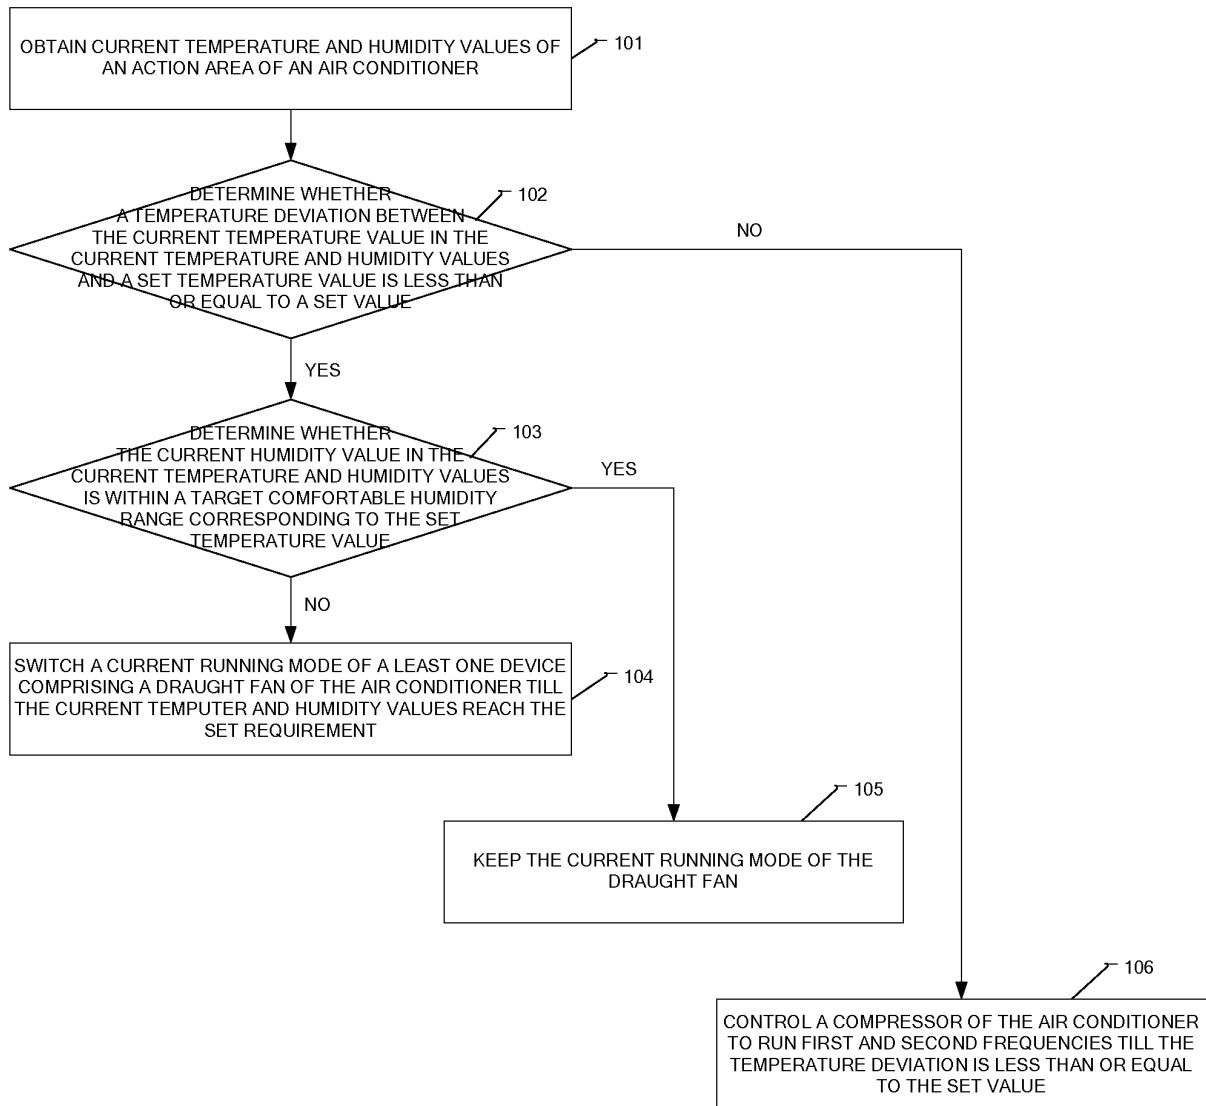 OBTAIN CURRENT TEMPERATURE AND HUMIDITY VALUES OF
AN ACTION AREA OF AN AIR CONDITIONER
101
DETERMINE WHETHER
A TEMPERATURE DEVIATION BETWEEN
THE CURRENT TEMPERATURE VALUE IN THE
CURRENT TEMPERATURE AND HUMIDITY VALUES
AND A SET TEMPERATURE VALUE IS LESS THAN
OR EQUAL TO A SET VALUE
102
NO
YES
DETERMINE WHETHER
THE CURRENT HUMIDITY VALUE IN THE
CURRENT TEMPERATURE AND HUMIDITY VALUES
IS WITHIN A TARGET COMFORTABLE HUMIDITY
RANGE CORRESPONDING TO THE SET
TEMPERATURE VALUE
103
YES
NO
SWITCH A CURRENT RUNNING MODE OF A LEAST ONE DEVICE
COMPRISING A DRAUGHT FAN OF THE AIR CONDITIONER TILL
THE CURRENT TEMPUTER AND HUMIDITY VALUES REACH THE
SET REQUIREMENT
104
KEEP THE CURRENT RUNNING MODE OF THE
DRAUGHT FAN
105
CONTROL A COMPRESSOR OF THE AIR CONDITIONER
TO RUN FIRST AND SECOND FREQUENCIES TILL THE
TEMPERATURE DEVIATION IS LESS THAN OR EQUAL
TO THE SET VALUE
106